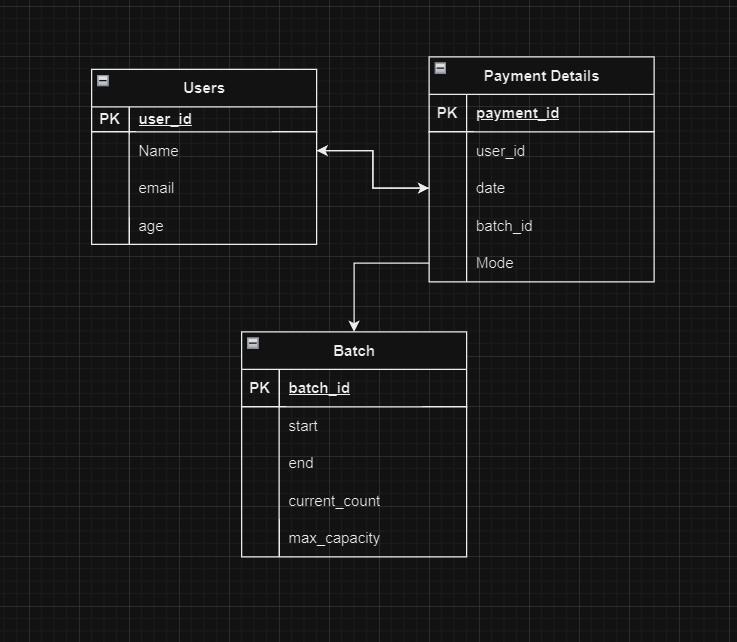 Users
PK user_id
Name
email
age
Payment Details
PK payment_id
user_id
date
batch_id
Mode
Batch
PK batch_id
start
end
current_count
max_capacity